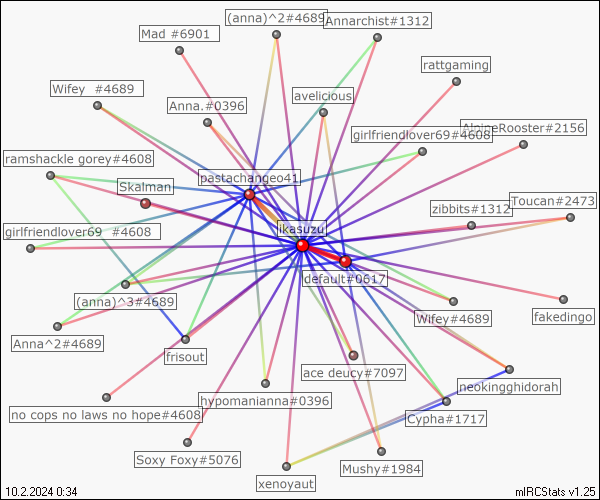 (anna)^2#4689
Annarchist#1312
Mad #6901
rattgaming
Wifey #4689
avelicious
Anna.#0396
AlpineRooster#2156
girlfriendlover69#4608
ramshackle gorey#4608
pastachangeo41
Skalman
Toucan#2473
zibbits#1312
ikasuzu
girlfriendlover69 #4608
default#0617
(anna)^3#4689
fakedingo
Wifey#4689
Anna^2#4689
frisout
ace deucy#7097
neokingghidorah
hypomanianna#0396
no cops no laws no hope#4608
Cypha#1717
Soxy Foxy#5076
Mushy#1984
xenoyaut
10.2.2024 0:34
mIRCStats v1.25